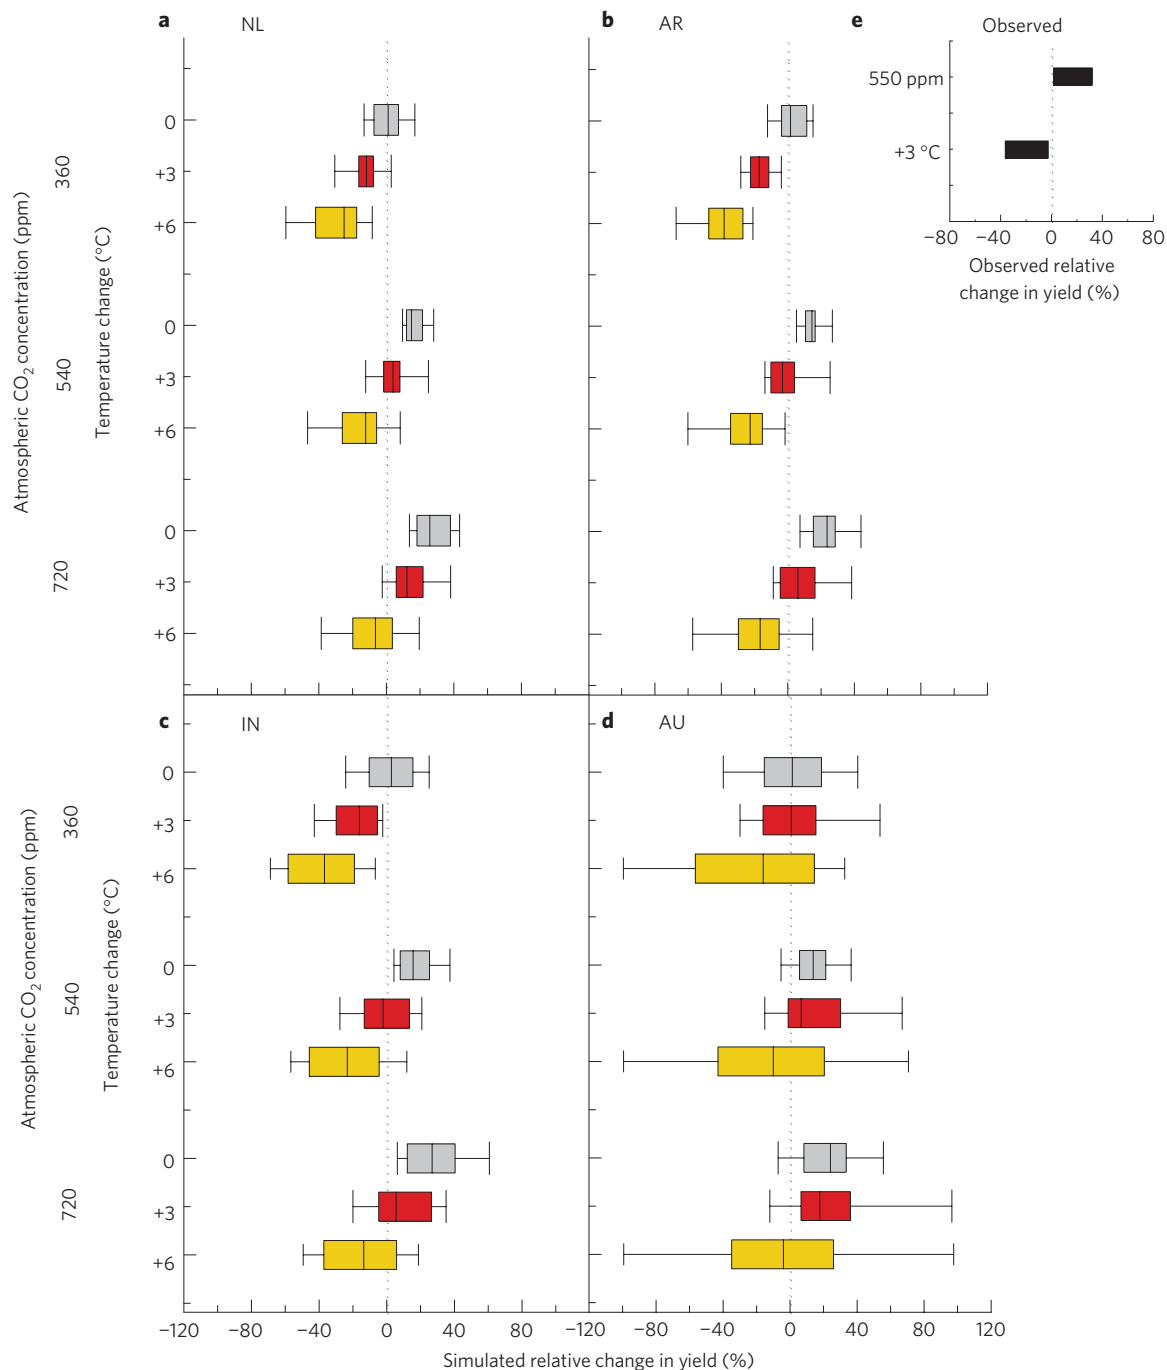 a NL
b AR
e Observed
550 ppm
+3 °C
−80 −40 0 40 80
Observed relative
change in yield (%)
Atmospheric CO2 concentration (ppm)
Temperature change (°C)
360
0
+3
+6
540
0
+3
+6
720
0
+3
+6
c IN
d AU
Atmospheric CO2 concentration (ppm)
Temperature change (°C)
360
0
+3
+6
540
0
+3
+6
720
0
+3
+6
−120 −80 −40 0 40 80 −120 −80 −40 0 40 80 120
Simulated relative change in yield (%)